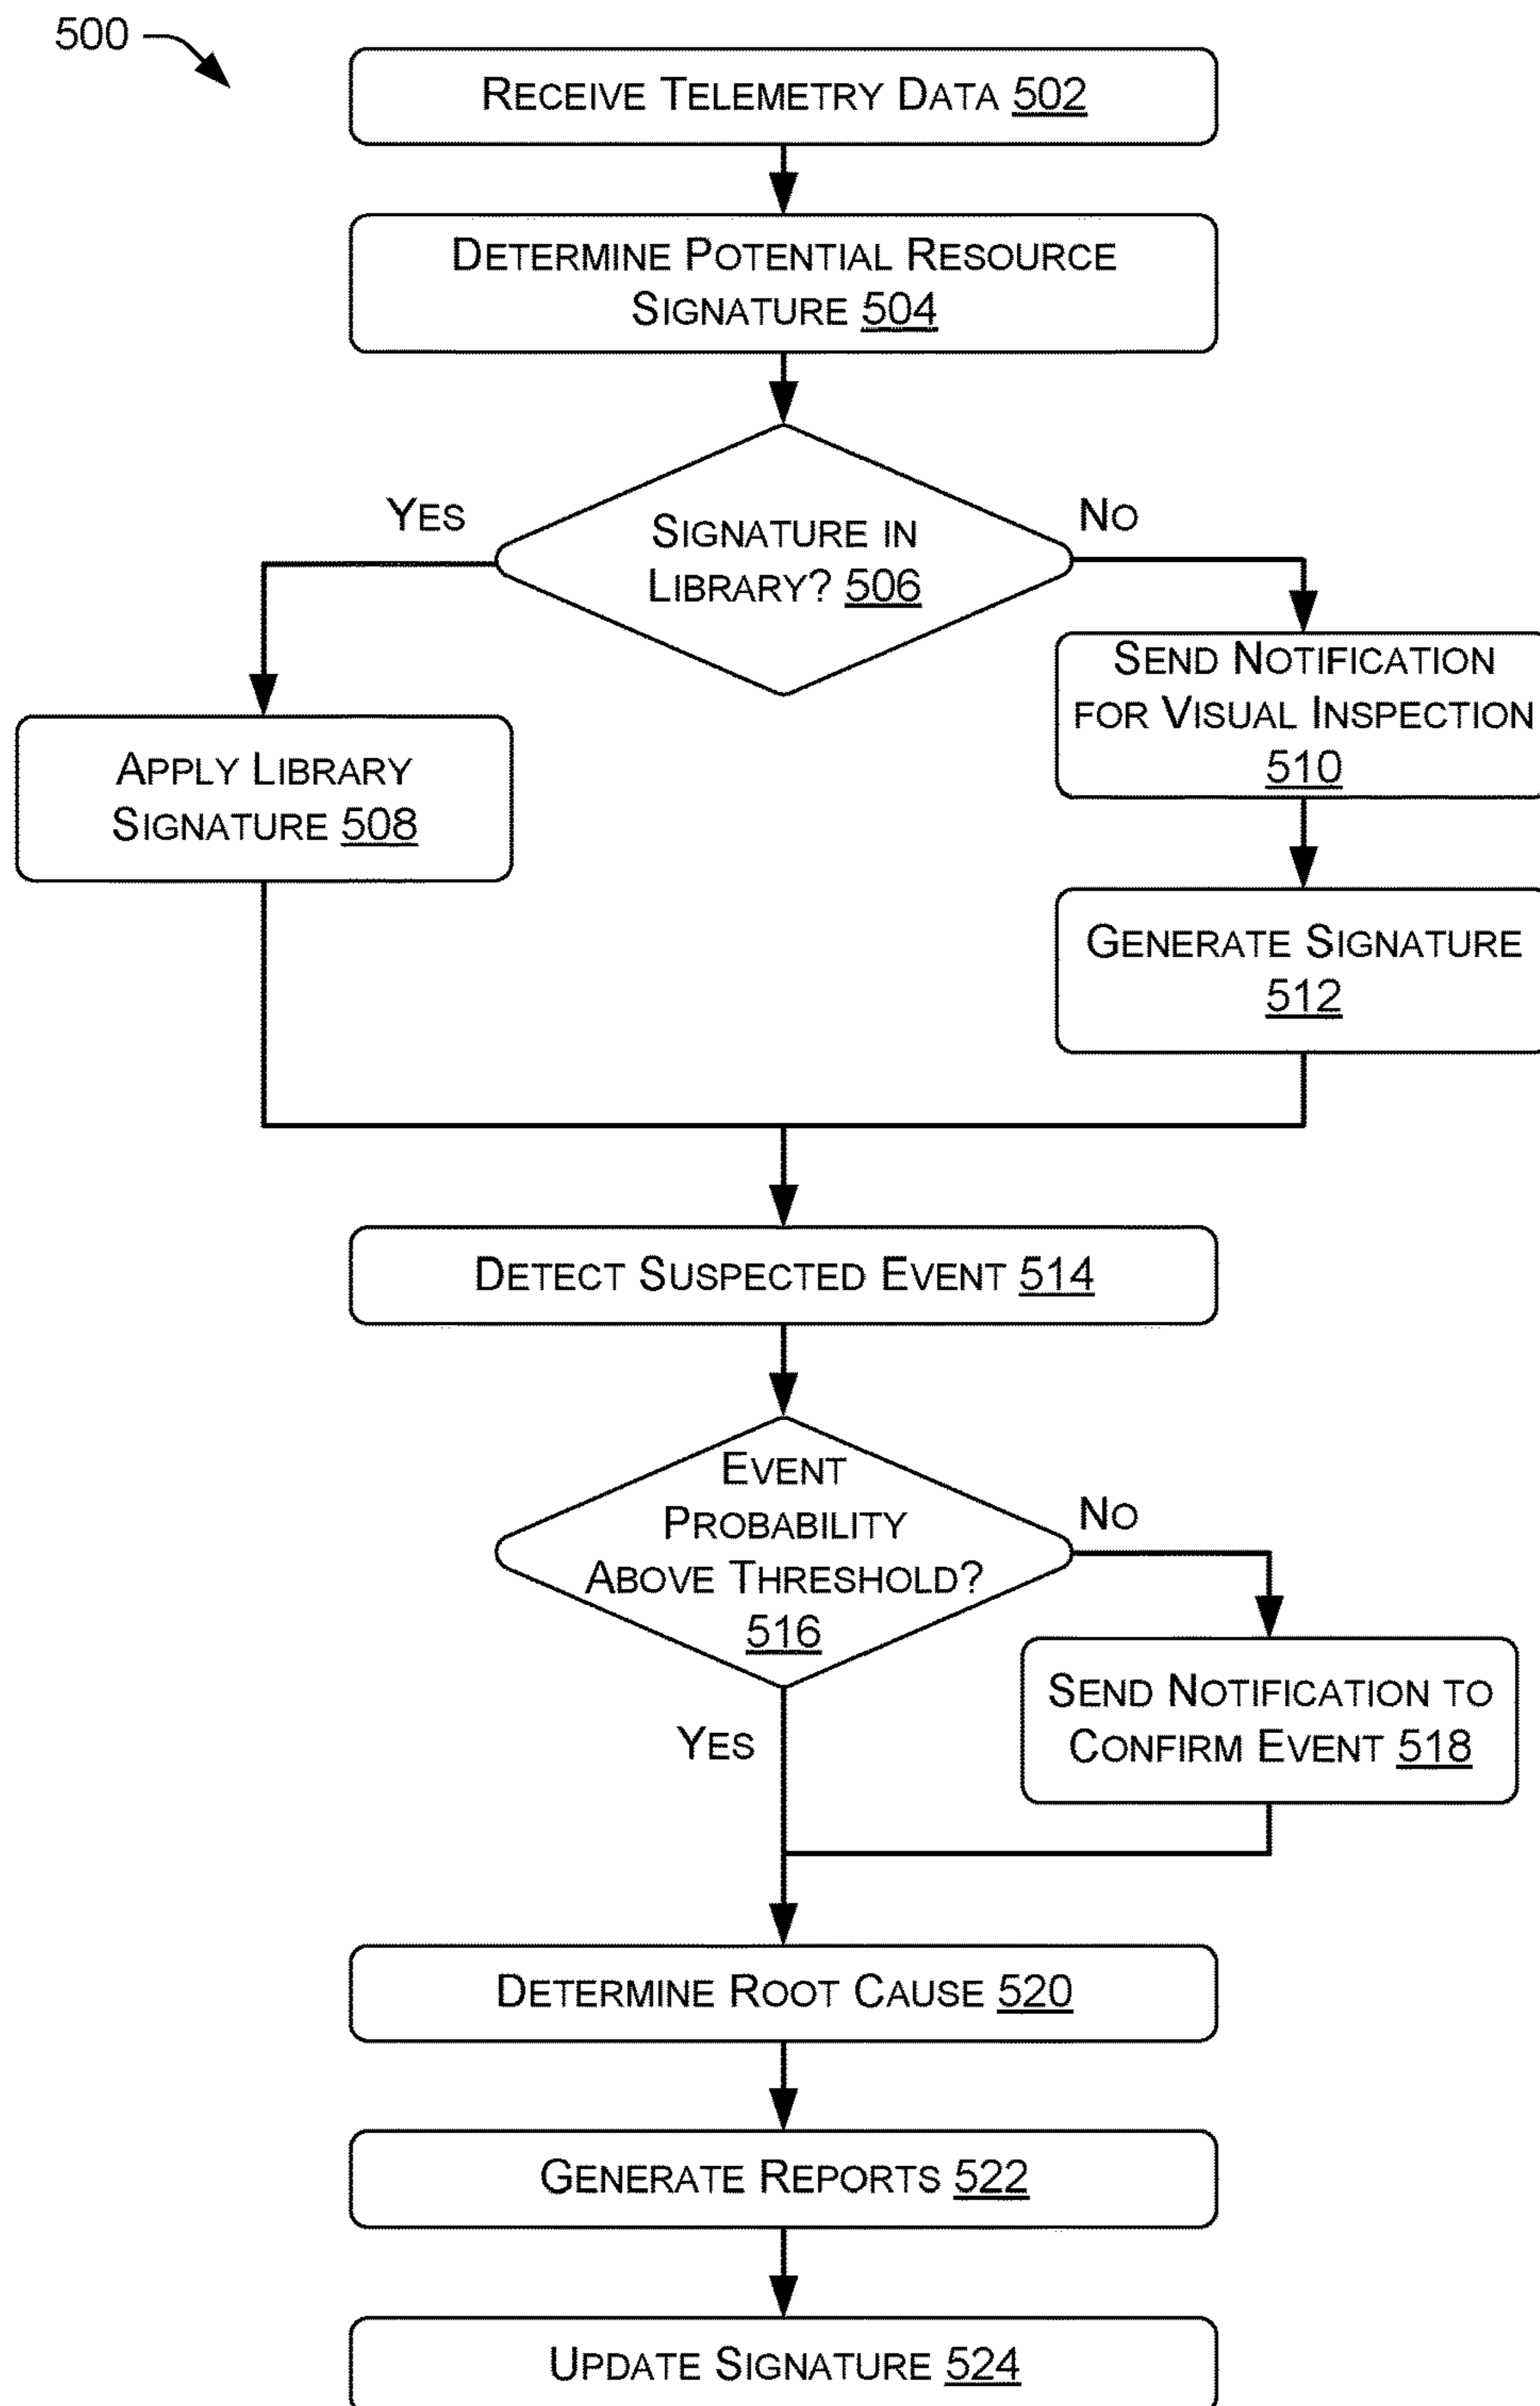 500
RECEIVE TELEMETRY DATA 502
DETERMINE POTENTIAL RESOURCE
SIGNATURE 504
YES
SIGNATURE IN
LIBRARY? 506
NO
SEND NOTIFICATION
FOR VISUAL INSPECTION
510
APPLY LIBRARY
SIGNATURE 508
GENERATE SIGNATURE
512
DETECT SUSPECTED EVENT 514
EVENT
PROBABILITY
ABOVE THRESHOLD?
516
NO
SEND NOTIFICATION TO
CONFIRM EVENT 518
YES
DETERMINE ROOT CAUSE 520
GENERATE REPORTS 522
UPDATE SIGNATURE 524